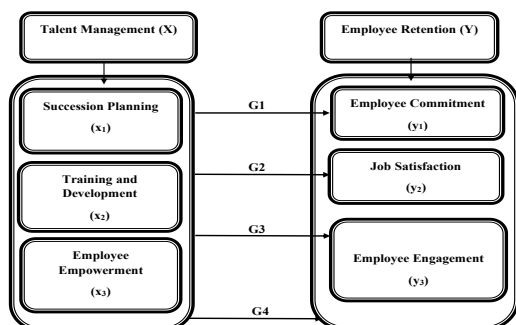 Talent Management (X)
Employee Retention (Y)
Succession Planning
(x₁)
G1
Employee Commitment
(y₁)
Training and
Development
(x₂)
G2
Job Satisfaction
(y₂)
Employee
Empowerment
(x₃)
G3
Employee Engagement
(y₃)
G4